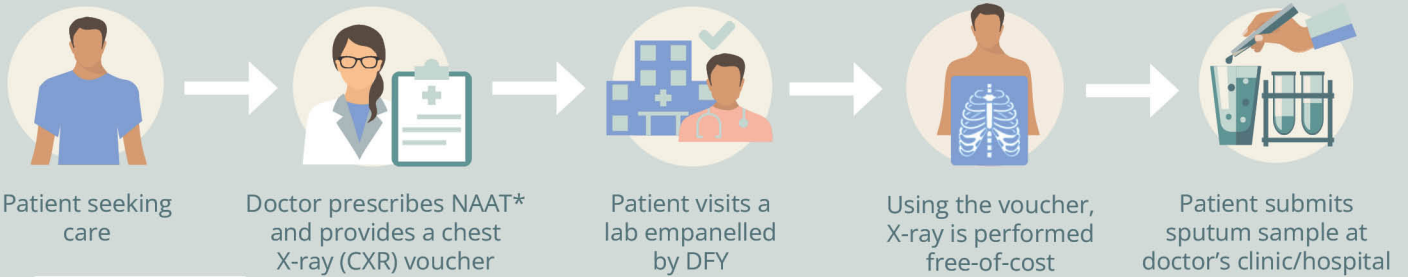 Patient seeking
care
Doctor prescribes NAAT*
and provides a chest
X-ray (CXR) voucher
Patient visits a
lab empanelled
by DFY
Using the voucher,
X-ray is performed
free-of-cost
Patient submits
sputum sample at
doctor's clinic/hospital